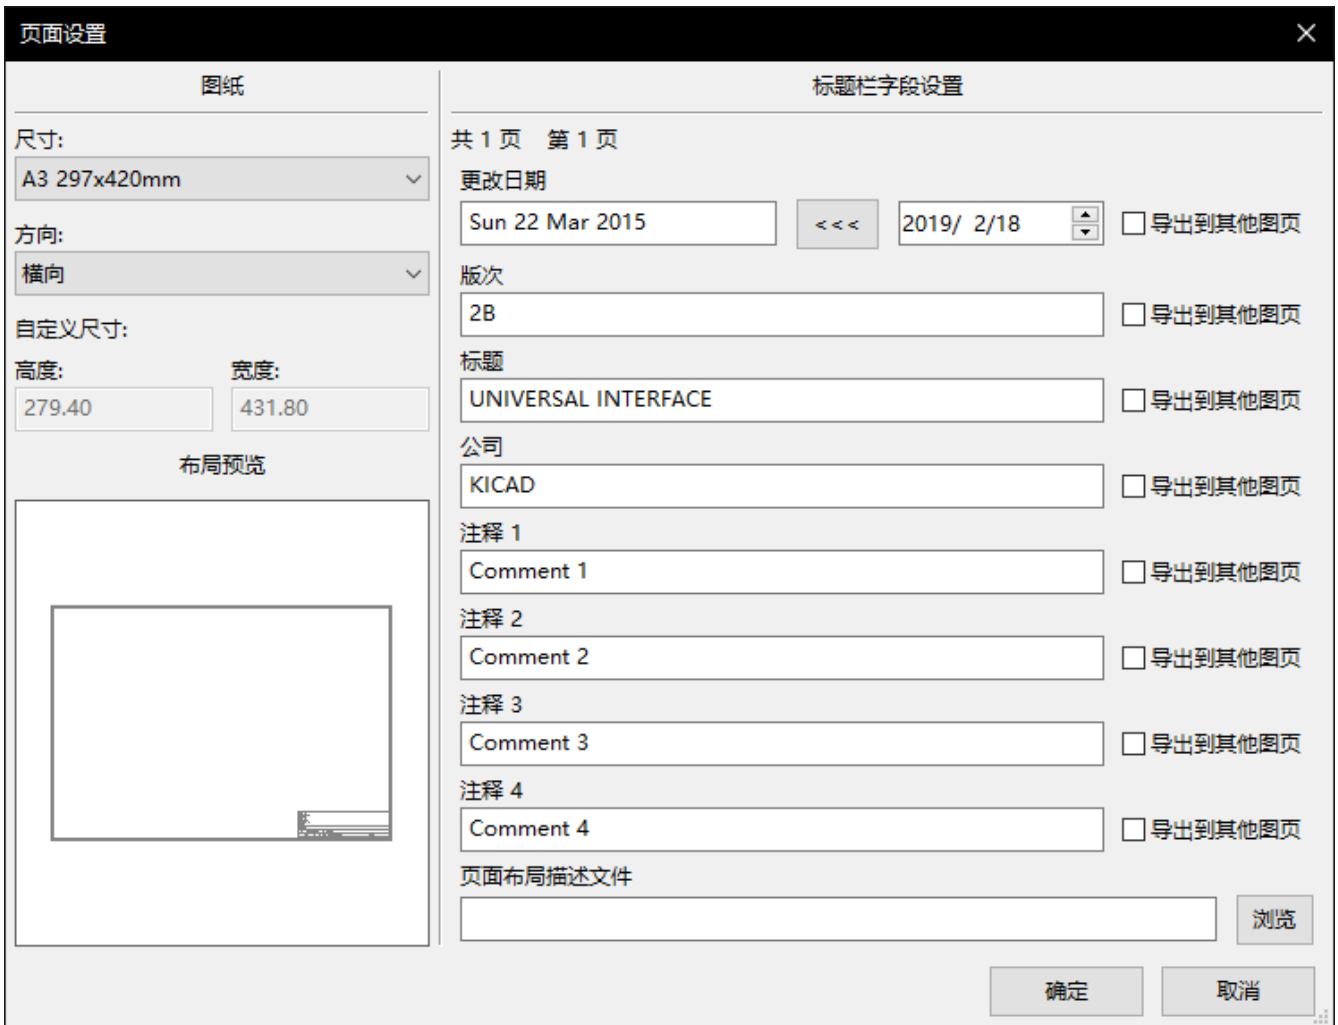 页面设置
图纸
尺寸:
A3 297x420mm
方向:
横向
自定义尺寸:
高度: 宽度:
279.40 431.80
布局预览
标题栏字段设置
共 1 页 第 1 页
更改日期
Sun 22 Mar 2015 <<< 2019/ 2/18 导出到其他图页
版次
2B 导出到其他图页
标题
UNIVERSAL INTERFACE 导出到其他图页
公司
KICAD 导出到其他图页
注释 1
Comment 1 导出到其他图页
注释 2
Comment 2 导出到其他图页
注释 3
Comment 3 导出到其他图页
注释 4
Comment 4 导出到其他图页
页面布局描述文件
浏览
确定 取消